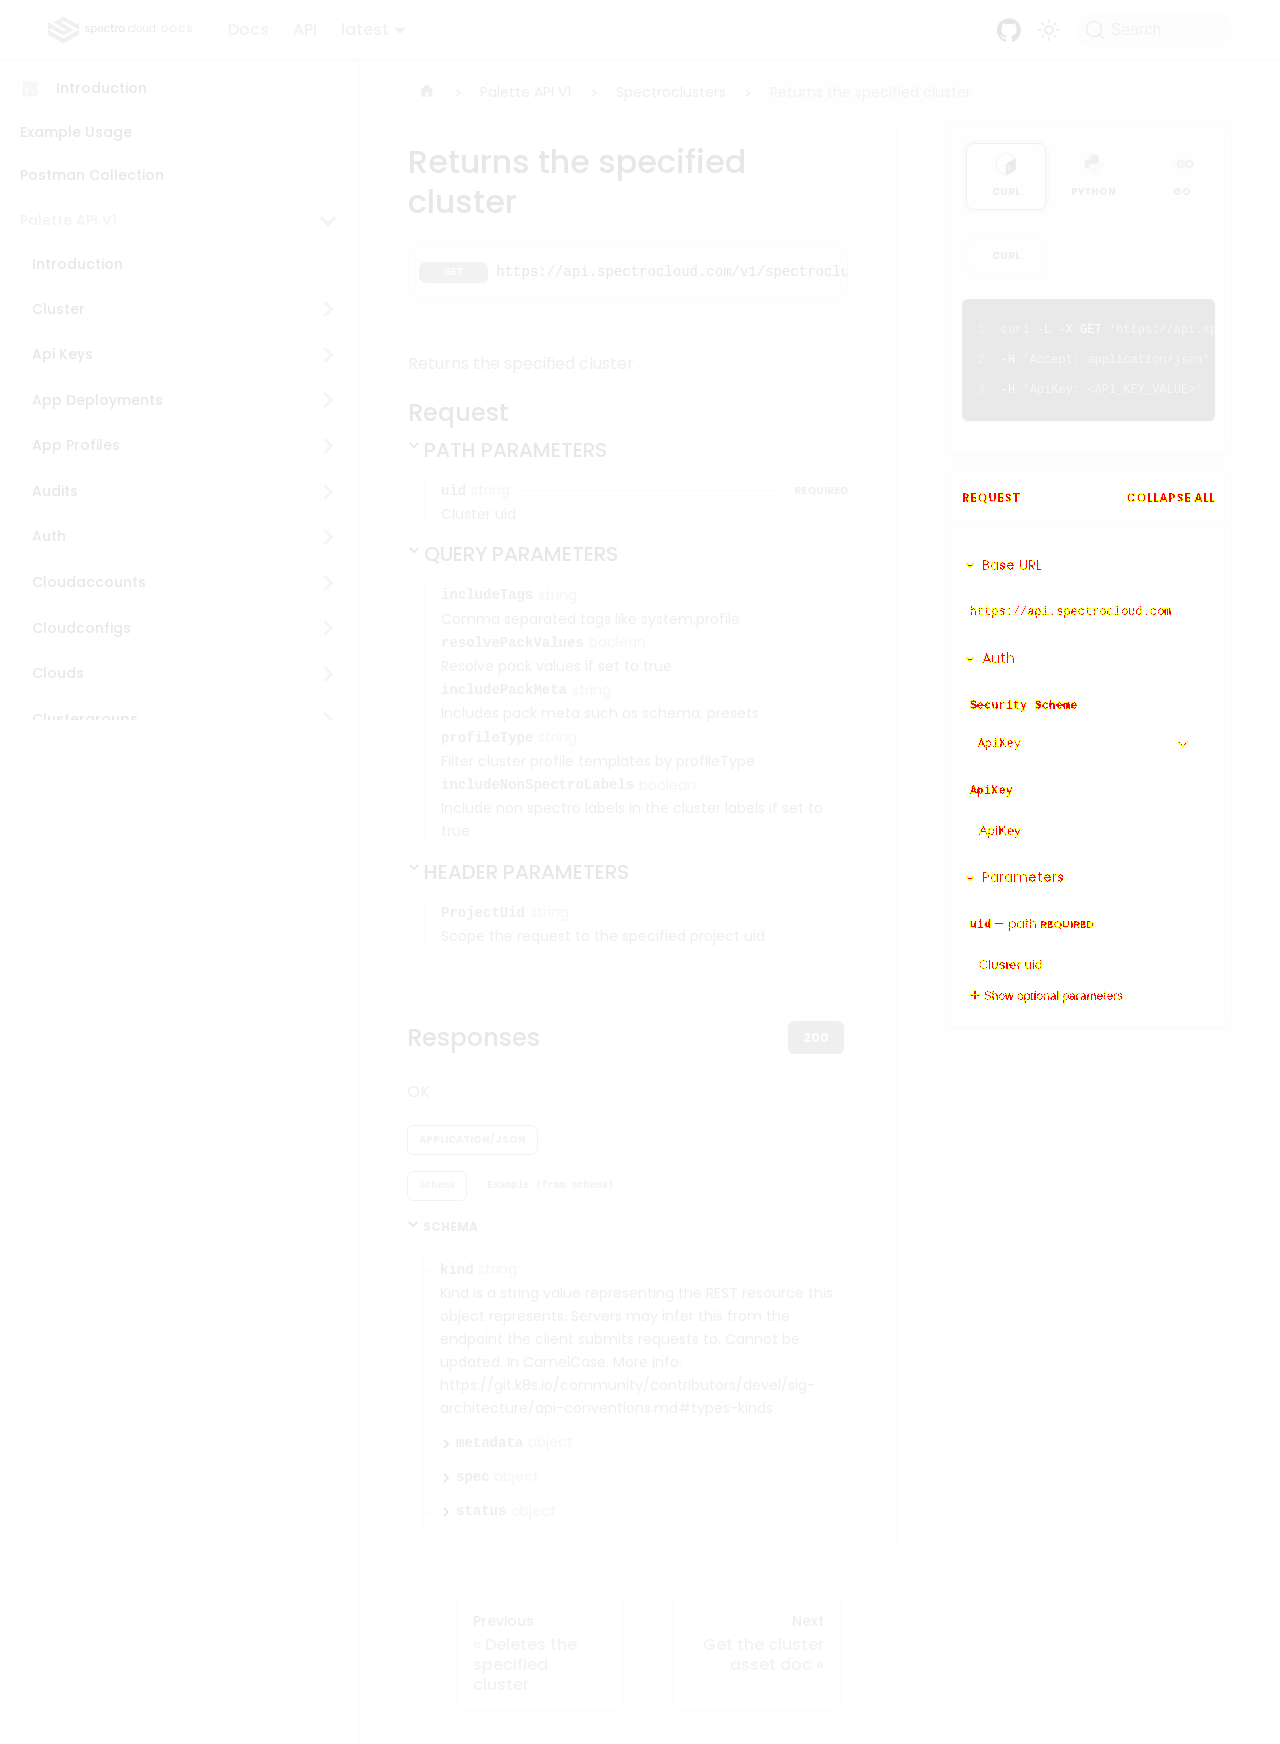 spectro cloud DOCS
Docs
API
latest
Search
Introduction
Example Usage
Postman Collection
Palette API V1
Introduction
Cluster
Api Keys
App Deployments
App Profiles
Audits
Auth
Cloudaccounts
Cloudconfigs
Clouds
Clustergroups
Palette API V1
Spectroclusters
Returns the specified cluster
Returns the specified
cluster
GET https://api.spectrocloud.com/v1/spectroclu
Returns the specified cluster
Request
PATH PARAMETERS
uid string REQUIRED
Cluster uid
QUERY PARAMETERS
includeTags string
Comma separated tags like system,profile
resolvePackValues boolean
Resolve pack values if set to true
includePackMeta string
Includes pack meta such as schema, presets
profileType string
Filter cluster profile templates by profileType
includeNonSpectroLabels boolean
Include non spectro labels in the cluster labels if set to
true
HEADER PARAMETERS
ProjectUid string
Scope the request to the specified project uid
Responses
200
OK
APPLICATION/JSON
Schema
Example (from schema)
SCHEMA
kind string
Kind is a string value representing the REST resource this
object represents. Servers may infer this from the
endpoint the client submits requests to. Cannot be
updated. In CamelCase. More info:
https://git.k8s.io/community/contributors/devel/sig-
architecture/api-conventions.md#types-kinds
metadata object
spec object
status object
Previous
« Deletes the
specified
cluster
Next
Get the cluster
asset doc »
CURL
PYTHON
GO
CURL
1 curl -L -X GET 'https://api.sp
2 -H 'Accept: application/json'
3 -H 'ApiKey: <API_KEY_VALUE>'
REQUEST
COLLAPSE ALL
Base URL
https://api.spectrocloud.com
Auth
Security Scheme
ApiKey
ApiKey
ApiKey
Parameters
uid — path REQUIRED
Cluster uid
Show optional parameters